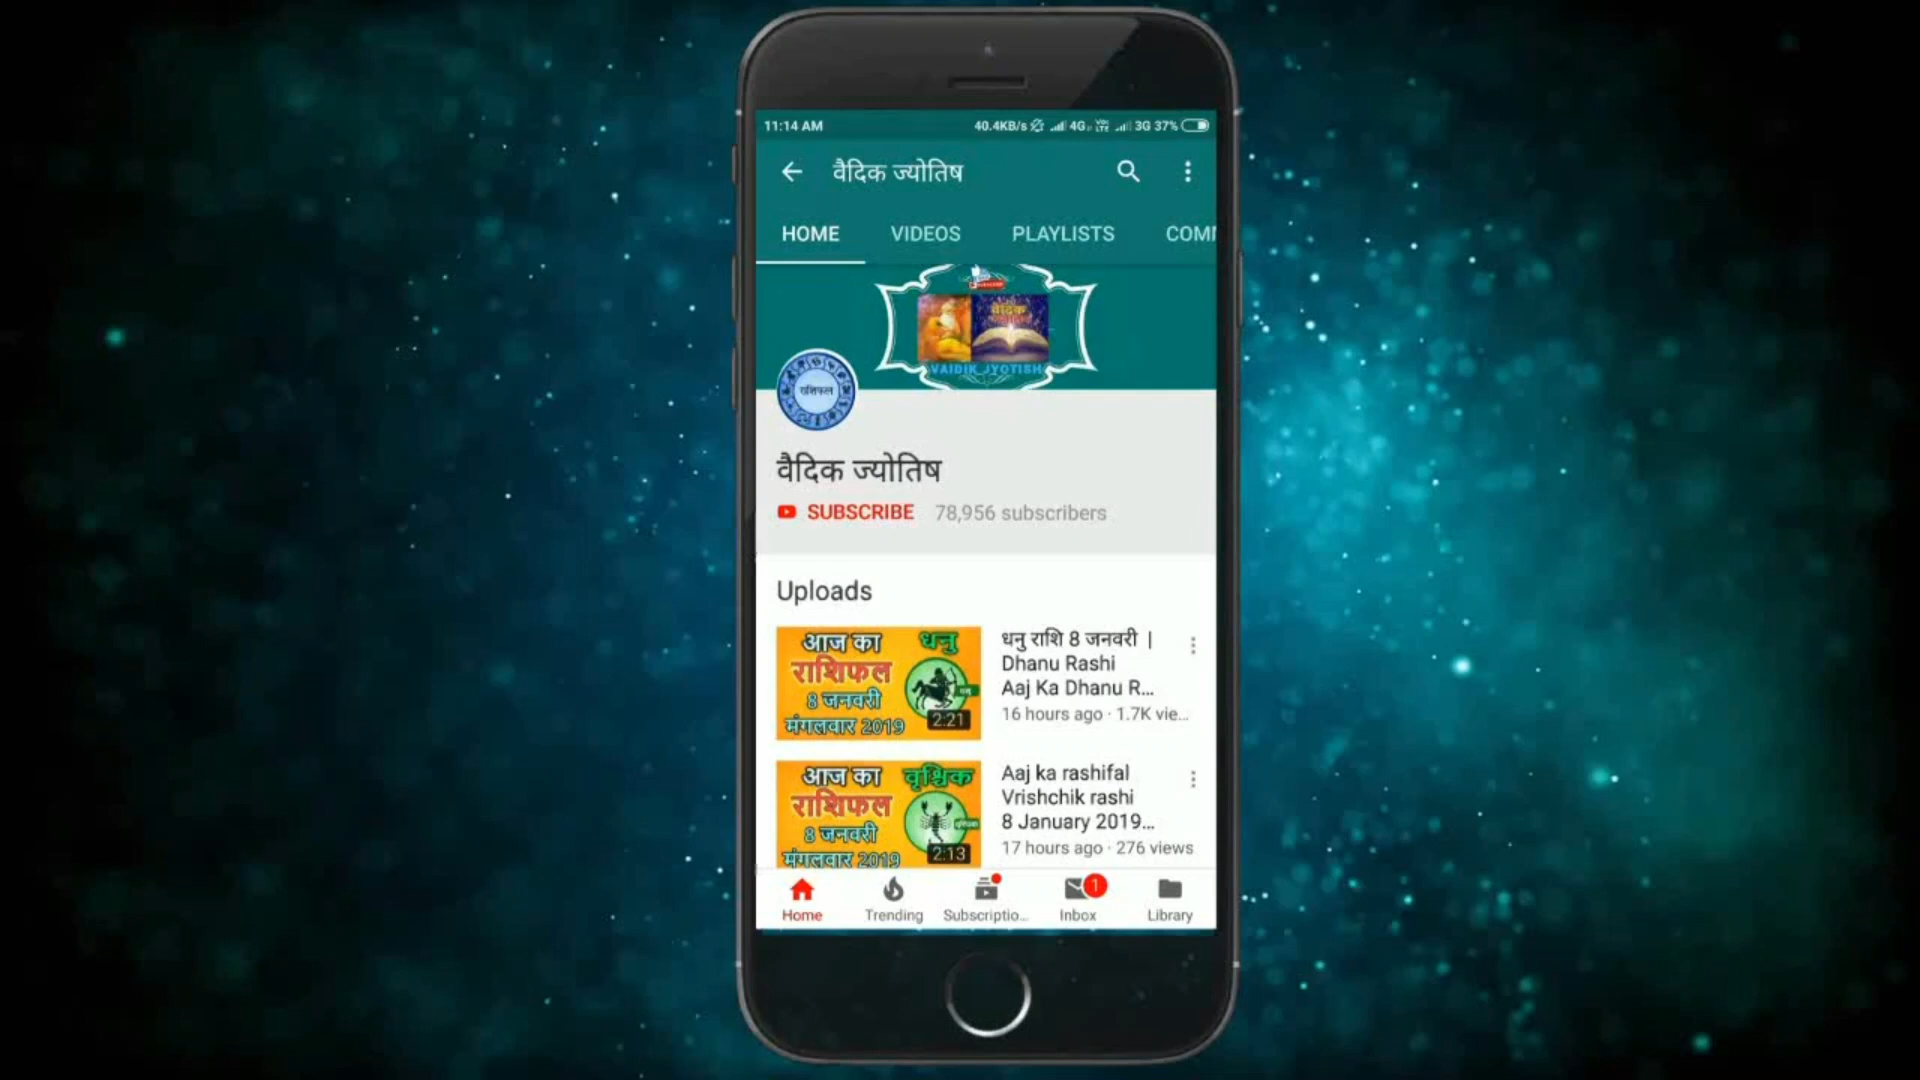 11:14 AM
40.4KB/s 4G VoLTE 3G 37%
वैदिक ज्योतिष
HOME VIDEOS PLAYLISTS COM
वैदिक
VAIDIK JYOTISH
राशिफल
वैदिक ज्योतिष
SUBSCRIBE 78,956 subscribers
Uploads
आज का धनु
राशिफल
8 जनवरी
मंगलवार 2019
2:21
धनु राशि 8 जनवरी |
Dhanu Rashi
Aaj Ka Dhanu R...
16 hours ago · 1.7K vie...
आज का वृश्चिक
राशिफल
8 जनवरी
मंगलवार 2019
2:13
Aaj ka rashifal
Vrishchik rashi
8 January 2019...
17 hours ago · 276 views
1
Home Trending Subscriptio... Inbox Library